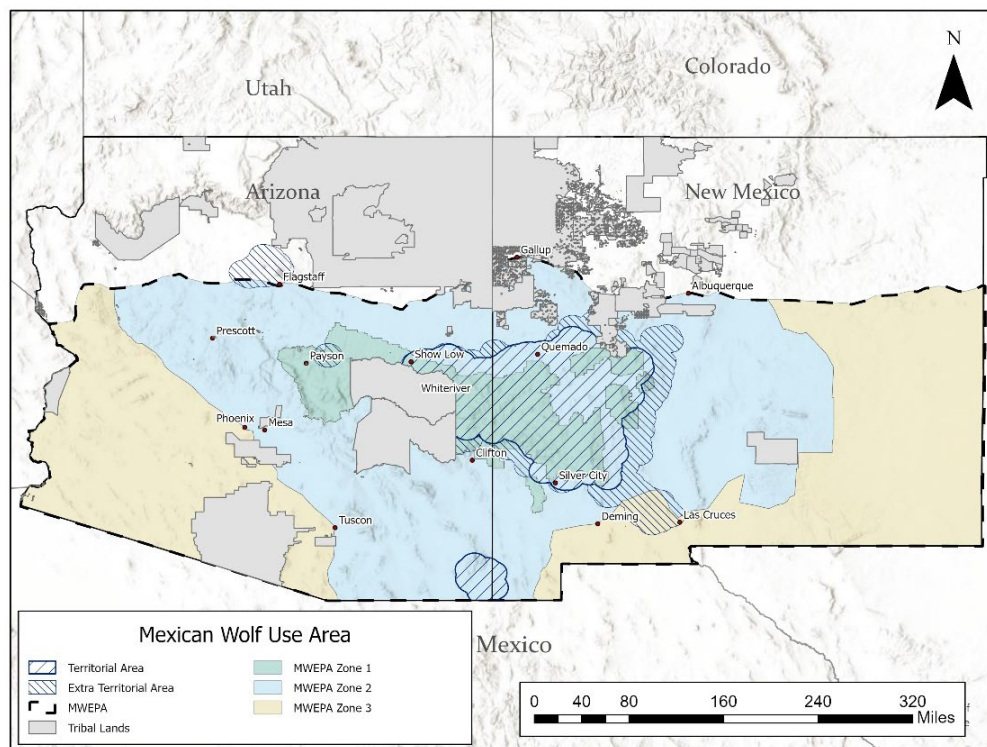 N
Colorado
Utah
Arizona
New Mexico
Gallup
Flagstaff
Albuquerque
Prescott
Payson
Show Low
Quemado
Whiteriver
Phoenix
Mesa
Clifton
Silver City
Tuscon
Deming
Las Cruces
Mexico
Mexican Wolf Use Area
Territorial Area
Extra Territorial Area
MWEPA
Tribal Lands
MWEPA Zone 1
MWEPA Zone 2
MWEPA Zone 3
0 40 80 160 240 320
Miles